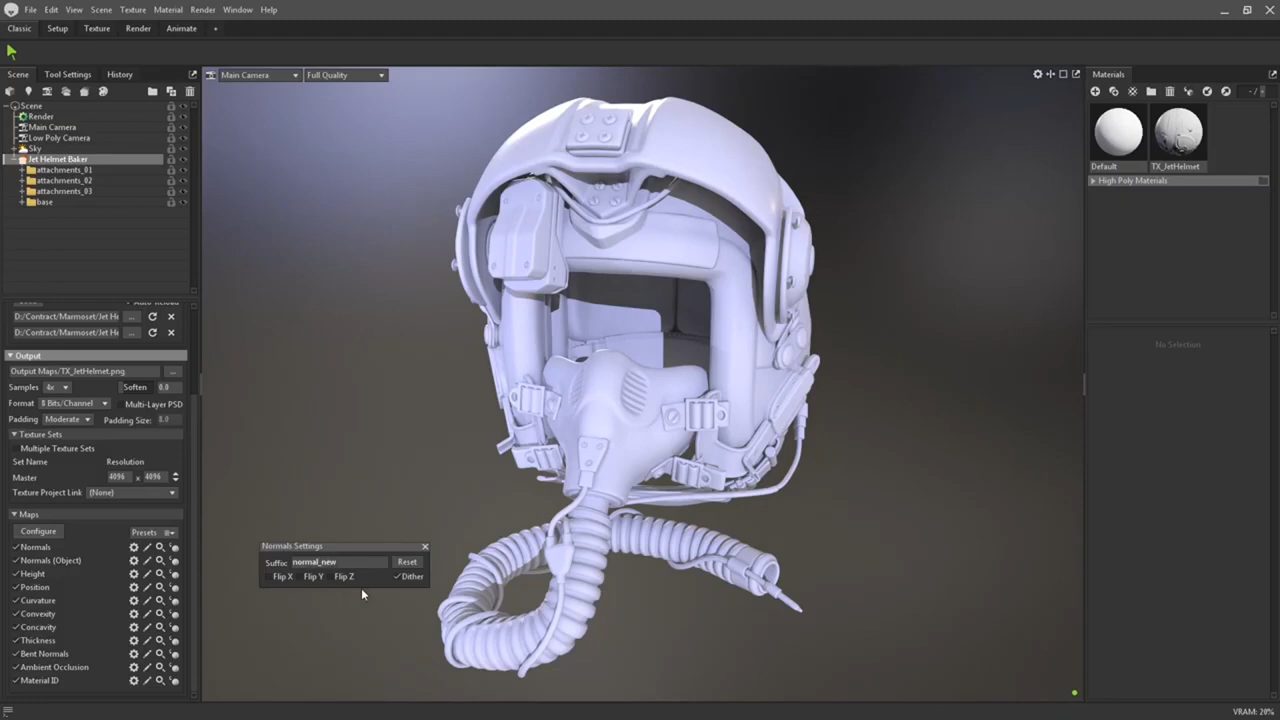 File Edit View Scene Texture Material Render Window Help
Classic Setup Texture Render Animate +
Scene Tool Settings History
Main Camera Full Quality
Materials
Scene
Render
Main Camera
Low Poly Camera
Sky
Jet Helmet Baker
attachments_01
attachments_02
attachments_03
base
Default TX_JetHelmet
High Poly Materials
No Selection
D:/Contract/Marmoset/Jet He ...
D:/Contract/Marmoset/Jet He ...
Output
Output Maps/TX_JetHelmet.png ...
Samples 4x Soften 0.0
Format 8 Bits/Channel Multi-Layer PSD
Padding Moderate Padding Size: 8.0
Texture Sets
Multiple Texture Sets
Set Name Resolution
Master 4096 x 4096
Texture Project Link (None)
Maps
Configure Presets
Normals
Normals (Object)
Height
Position
Curvature
Convexity
Concavity
Thickness
Bent Normals
Ambient Occlusion
Material ID
Normals Settings
Suffix: normal_new Reset
Flip X Flip Y Flip Z Dither
VRAM: 20%